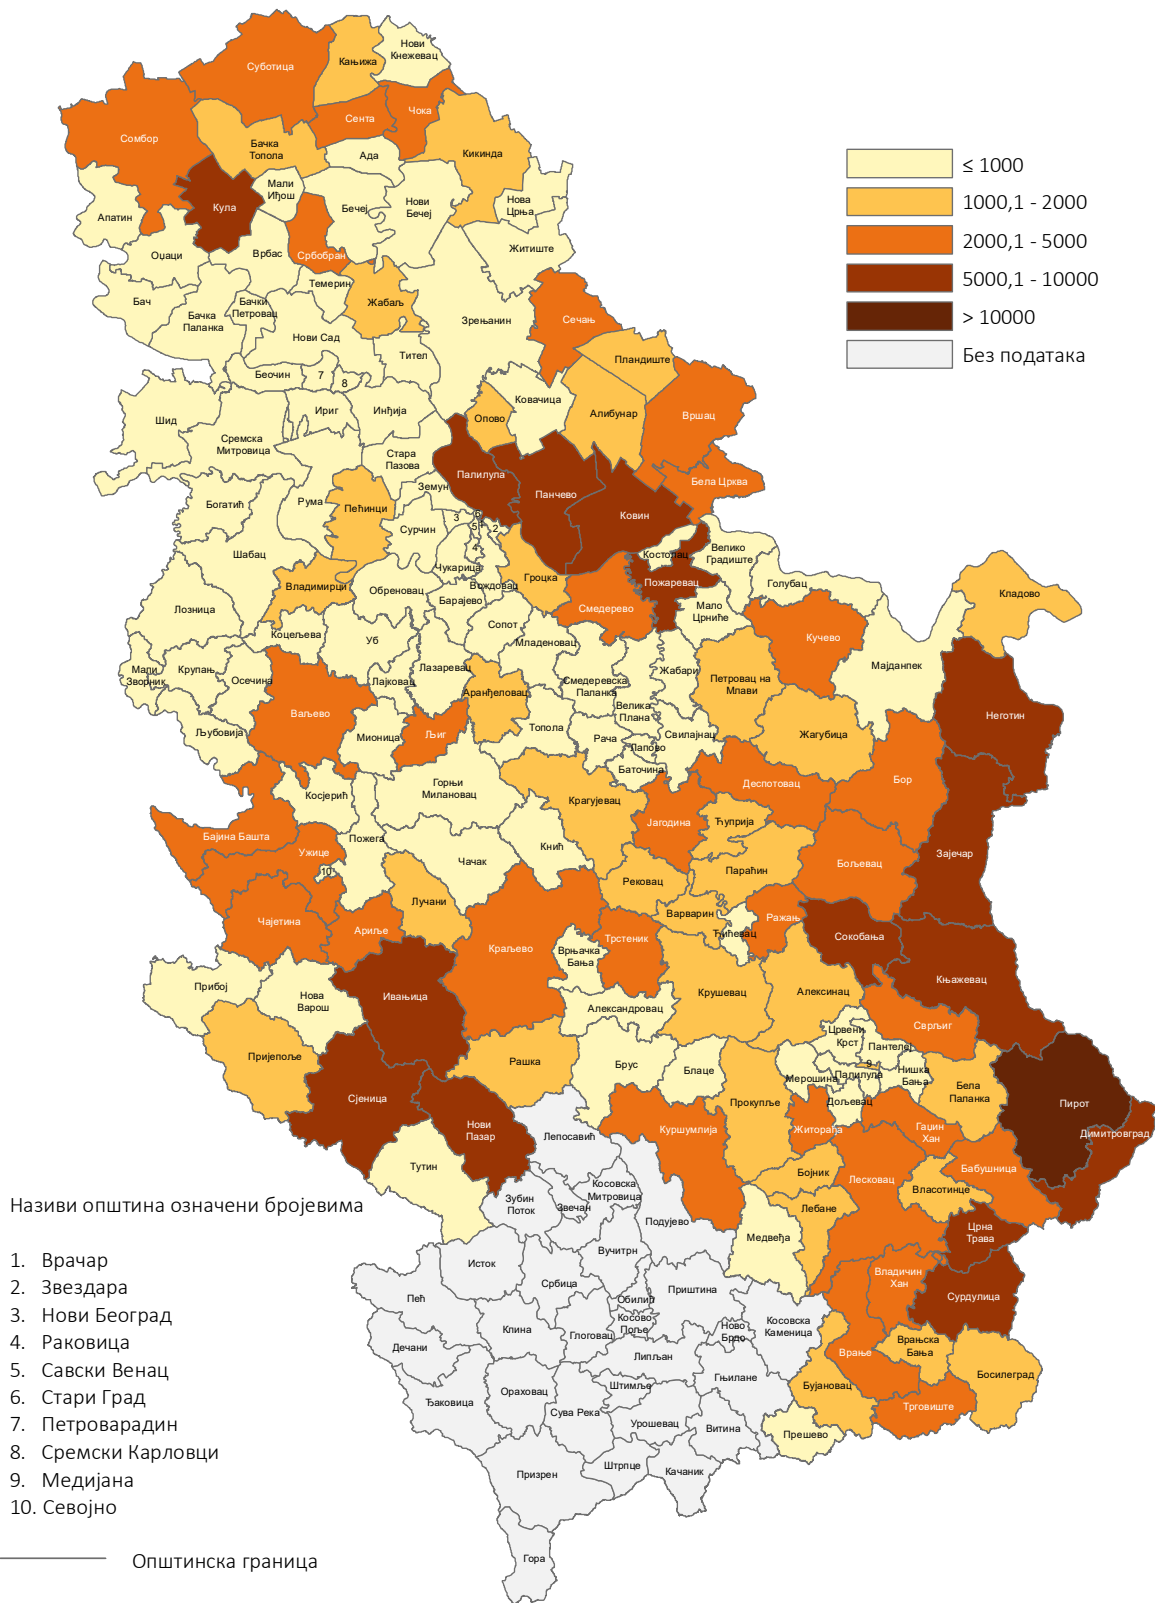 Нови
Кнежевац
Кањижа
Суботица
Чока
Сента
Сомбор
Бачка
Топола
Ада
Кикинда
Мали
Иђош
Кула
Бечеј
Нови
Бечеј
Нова
Црња
Апатин
Житиште
Оџаци
Врбас
Србобран
Темерин
Бач
Бачка
Паланка
Бачки
Петровац
Жабаљ
Нови Сад
Зрењанин
Сечањ
Тител
Пландиште
Беочин
7
8
Ковачица
Алибунар
Вршац
Шид
Ириг
Инђија
Опово
Сремска
Митровица
Стара
Пазова
Палилула
Панчево
Бела Црква
Земун
Рума
Богатић
Пећинци
Сурчин
3
6
1
5
2
4
Ковин
Шабац
Чукарица
Гроцка
Костолац
Велико
Градиште
Голубац
Владимирци
Обреновац
Вождовац
Барајево
Пожаревац
Кладово
Лозница
Смедерево
Мало
Црниће
Коцељева
Уб
Сопот
Младеновац
Кучево
Мајданпек
Мали
Зворник
Крупањ
Осечина
Лајковац
Лазаревац
Смедеревска
Паланка
Жабари
Петровац на
Млави
Аранђеловац
Ваљево
Велика
Плана
Неготин
Љубовија
Мионица
Љиг
Топола
Рача
Лапово
Свилајнац
Жагубица
Баточина
Косјерић
Горњи
Милановац
Крагујевац
Деспотовац
Бор
Бајина Башта
Јагодина
Ћуприја
Ужице
Пожега
Кнић
Зајечар
10
Чачак
Параћин
Бољевац
Рековац
Лучани
Варварин
Чајетина
Ариље
Ражањ
Ћићевац
Сокобања
Краљево
Трстеник
Врњачка
Бања
Прибој
Нова
Варош
Ивањица
Крушевац
Алексинац
Књажевац
Александровац
Сврљиг
Црвени
Крст
Пантелеј
Пријепоље
Рашка
Брус
Блаце
9
Нишка
Бања
Палилула
Мерошина
Бела
Паланка
Сјеница
Прокупље
Дољевац
Пирот
Нови
Пазар
Куршумлија
Житорађа
Гаџин
Хан
Димитровград
Лепосавић
Тутин
Бојник
Лесковац
Бабушница
Косовска
Митровица
Зубин
Поток
Звечан
Власотинце
Лебане
Подујево
Медвеђа
Црна
Трава
Вучитрн
Исток
Србица
Владичин
Хан
Приштина
Обилић
Пећ
Сурдулица
Клина
Глоговац
Косово
Поље
Ново
Брдо
Косовска
Каменица
Дечани
Липљан
Врање
Врањска
Бања
Босилеград
Ђаковица
Ораховац
Штимље
Гњилане
Бујановац
Сува Река
Трговиште
Урошевац
Витина
Прешево
Призрен
Штрпце
Качаник
Гора
≤ 1000
1000,1 - 2000
2000,1 - 5000
5000,1 - 10000
> 10000
Без података
Називи општина означени бројевима
1. Врачар
2. Звездара
3. Нови Београд
4. Раковица
5. Савски Венац
6. Стари Град
7. Петроварадин
8. Сремски Карловци
9. Медијана
10. Севојно
Општинска граница